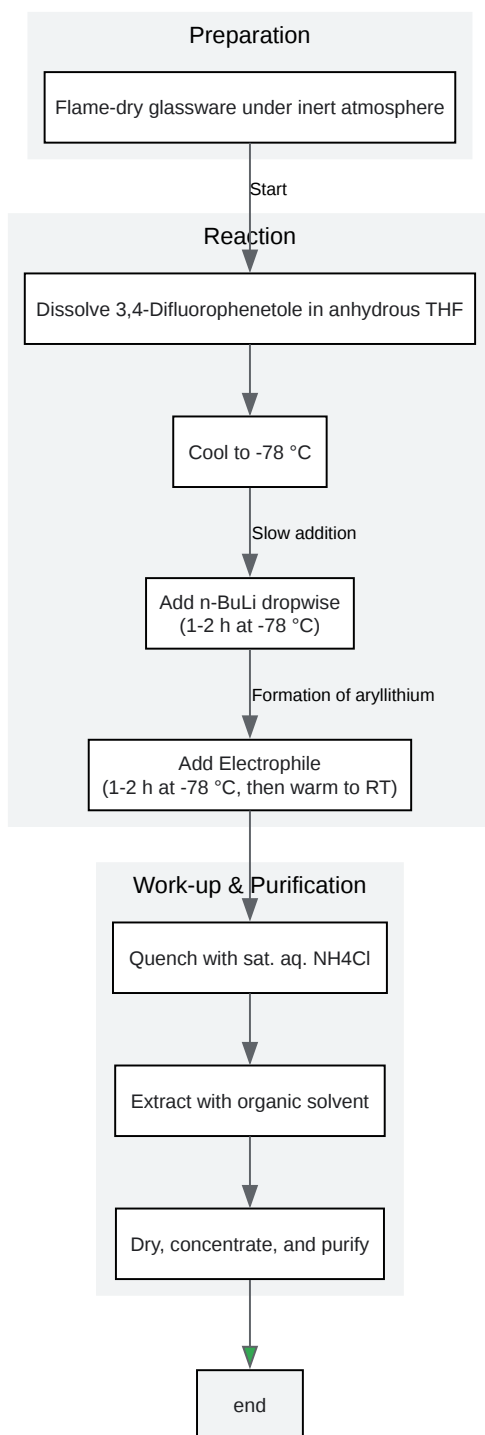 Preparation
Flame-dry glassware under inert atmosphere
Start
Reaction
Dissolve 3,4-Difluorophenetole in anhydrous THF
Cool to -78 °C
Slow addition
Add n-BuLi dropwise
(1-2 h at -78 °C)
Formation of aryllithium
Add Electrophile
(1-2 h at -78 °C, then warm to RT)
Work-up & Purification
Quench with sat. aq. NH4Cl
Extract with organic solvent
Dry, concentrate, and purify
end